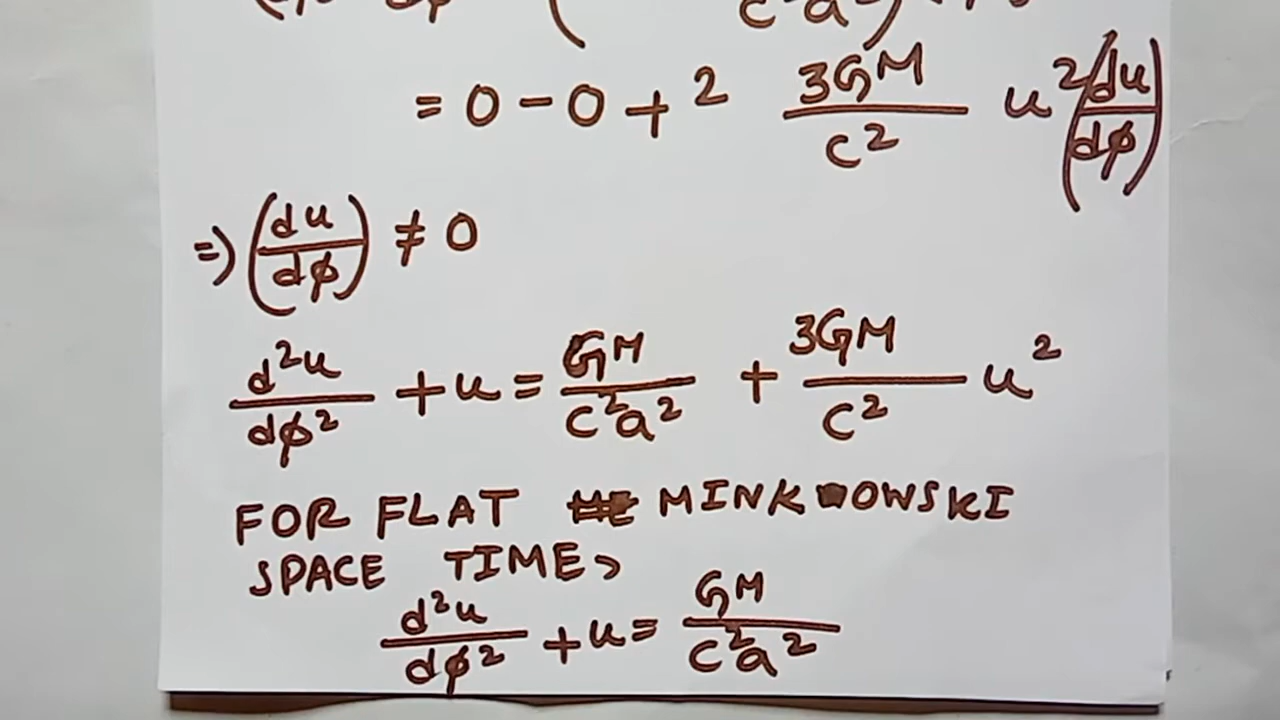 c²a²
= 0 - 0 + 2 3GM/c² u² (du/dφ)
⇒ (du/dφ) ≠ 0
d²u/dφ² + u = GM/c²a² + 3GM/c² u²
FOR FLAT MINKOWSKI
SPACE TIME,
d²u/dφ² + u = GM/c²a²